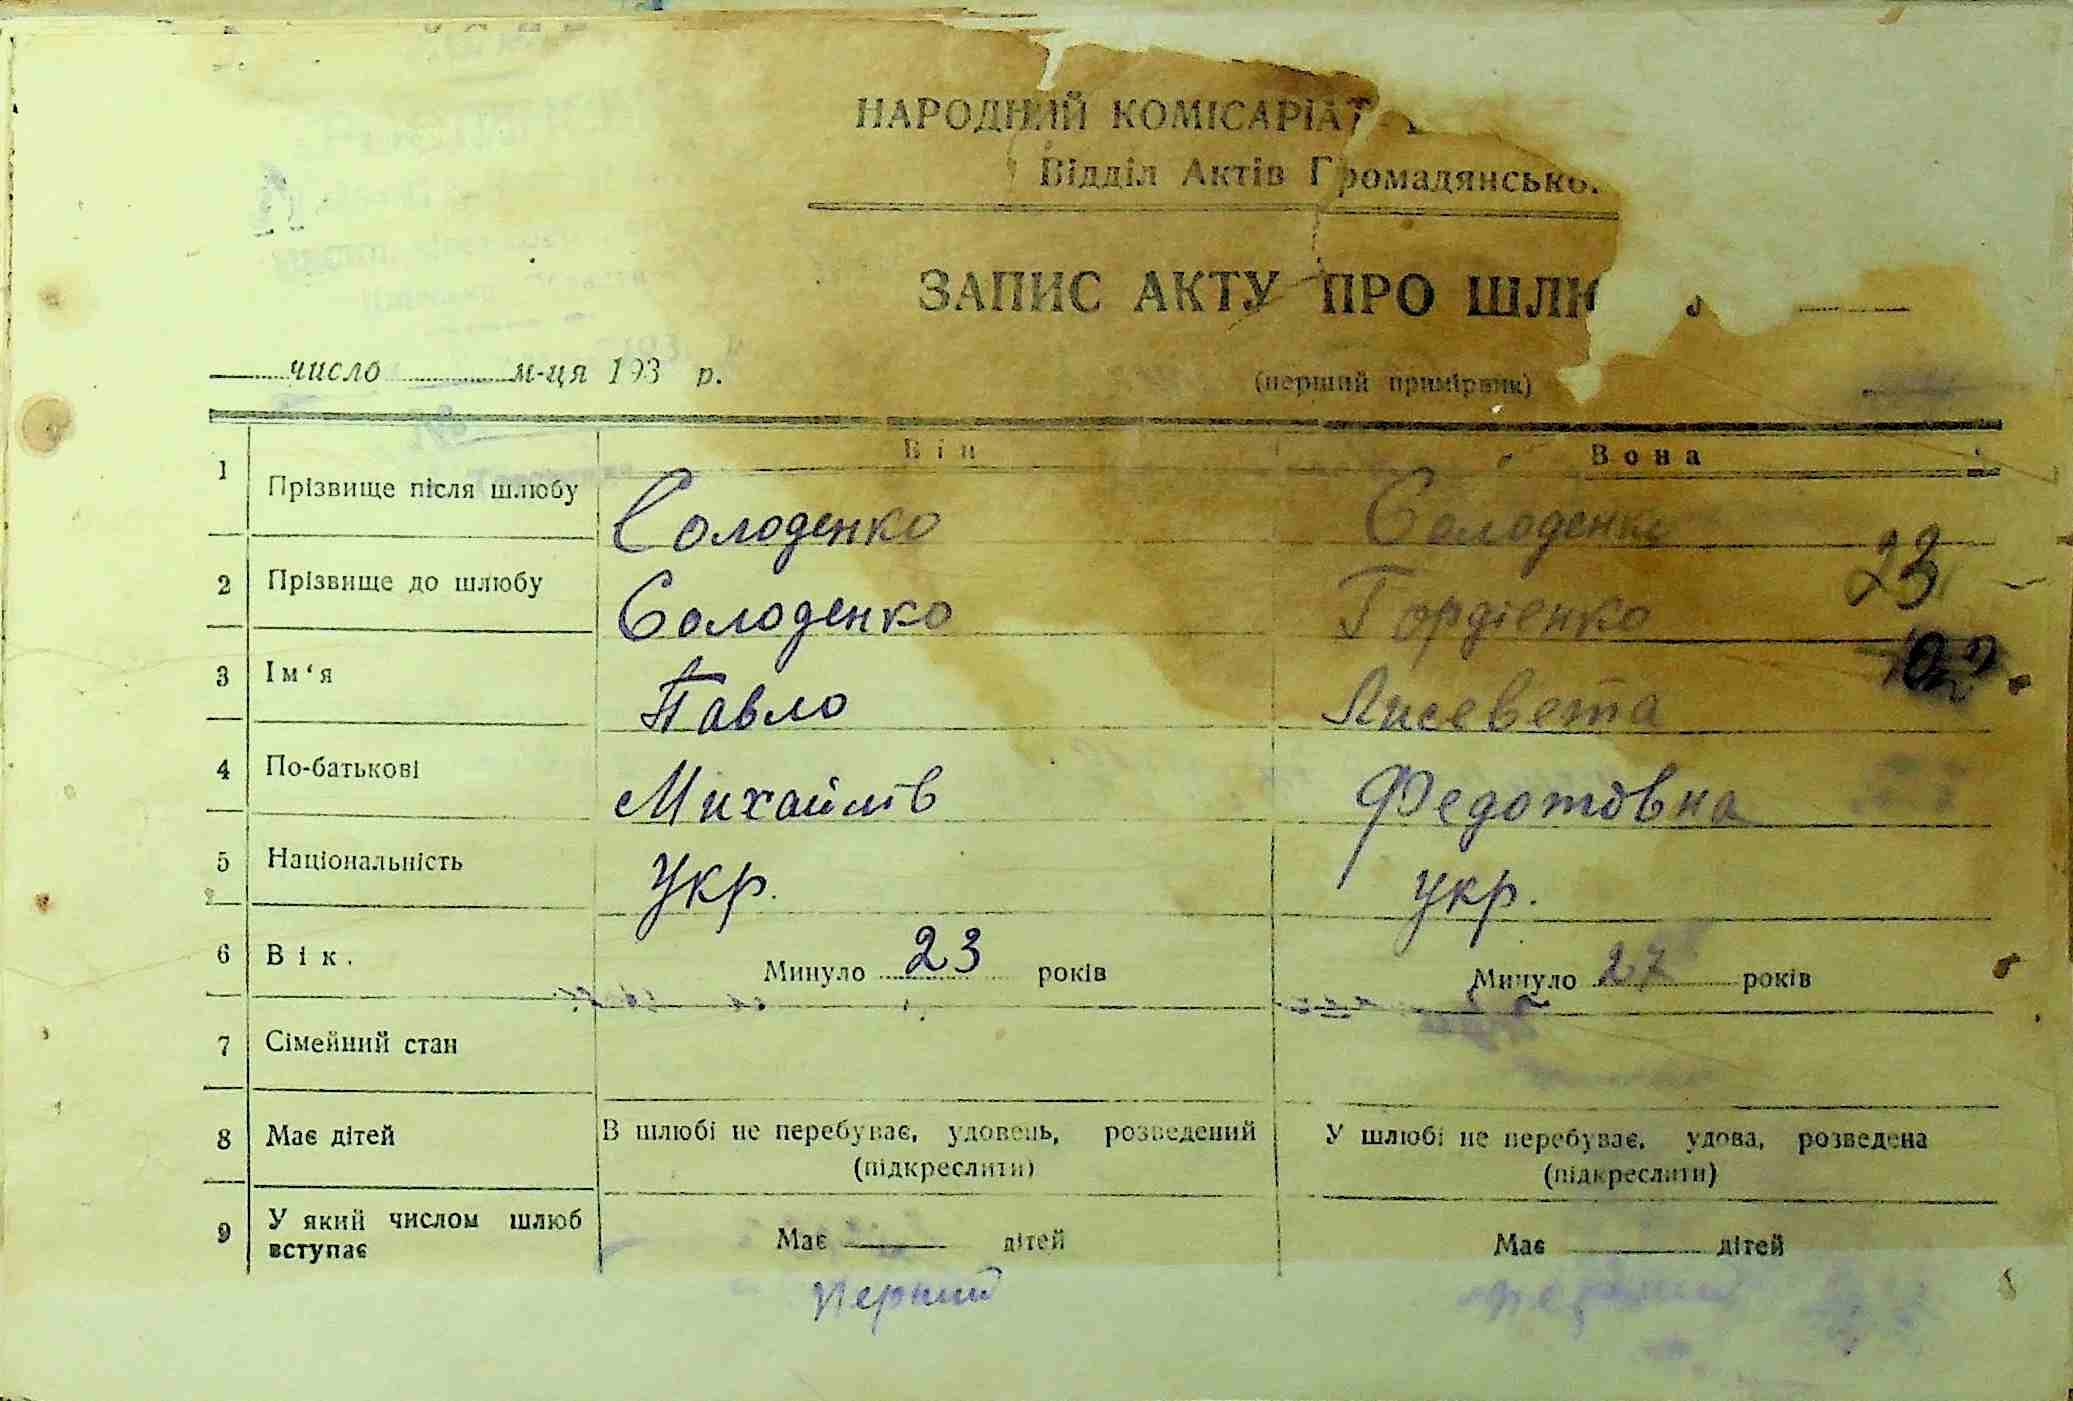 НАРОДНИЙ КОМІСАРІАТ
Відділ Актів Громадянсько
ЗАПИС АКТУ ПРО ШЛЮ
число м-ця 193 р.
(перший примірник)
Він Вона
1 Прізвище після шлюбу Солоденко Солоденко
2 Прізвище до шлюбу Солоденко Гордіенко 23
3 Ім‘я Павло Лисевета
4 По-батькові Михайлів Федотовна
5 Національність Укр. укр.
6 Вік. Минуло 23 років Минуло 27 років
7 Сімейний стан
8 Має дітей В шлюбі не перебуває, удовець, розведений У шлюбі не перебуває, удова, розведена
(підкреслити) (підкреслити)
9 У який числом шлюб вступає Має — дітей Має — дітей
перший